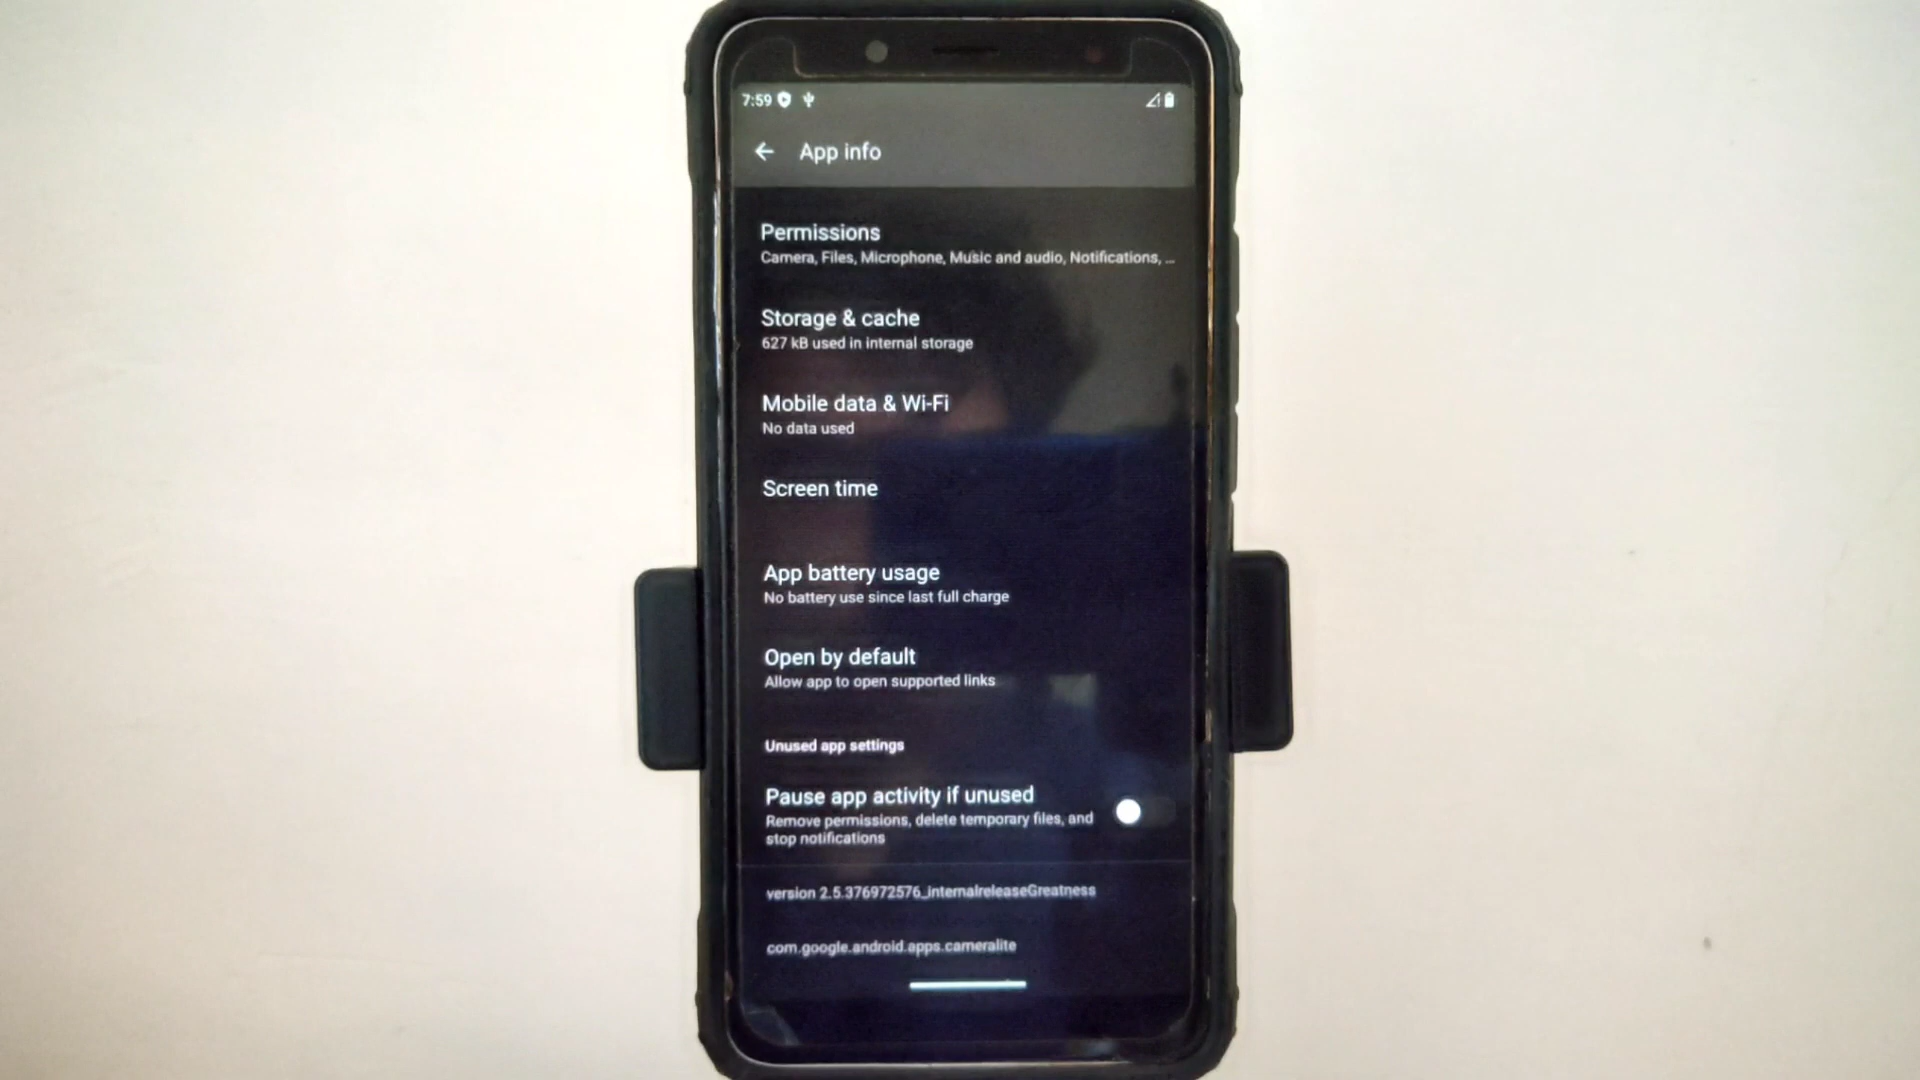 7:59
App info
Permissions
Camera, Files, Microphone, Music and audio, Notifications, ...
Storage & cache
627 kB used in internal storage
Mobile data & Wi-Fi
No data used
Screen time
App battery usage
No battery use since last full charge
Open by default
Allow app to open supported links
Unused app settings
Pause app activity if unused
Remove permissions, delete temporary files, and
stop notifications
version 2.5.376972576_internalreleaseGreatness
com.google.android.apps.cameralite